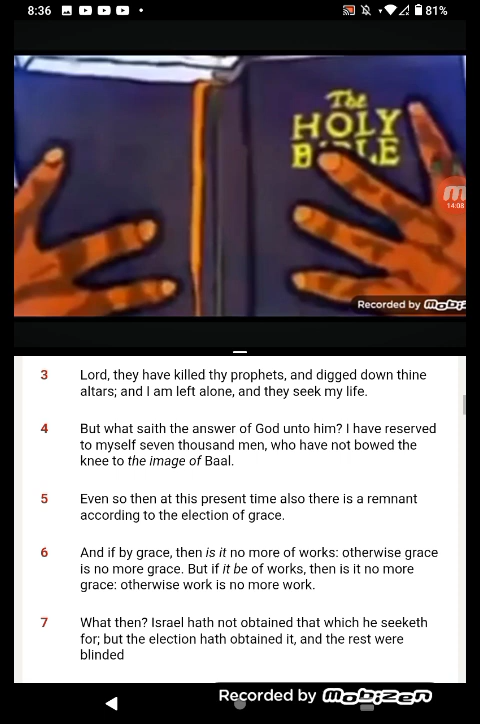 8:36
81%
The
HOLY
BIBLE
14:08
Recorded by mobiz
3 Lord, they have killed thy prophets, and digged down thine
altars; and I am left alone, and they seek my life.
4 But what saith the answer of God unto him? I have reserved
to myself seven thousand men, who have not bowed the
knee to the image of Baal.
5 Even so then at this present time also there is a remnant
according to the election of grace.
6 And if by grace, then is it no more of works: otherwise grace
is no more grace. But if it be of works, then is it no more
grace: otherwise work is no more work.
7 What then? Israel hath not obtained that which he seeketh
for; but the election hath obtained it, and the rest were
blinded
Recorded by mobizen